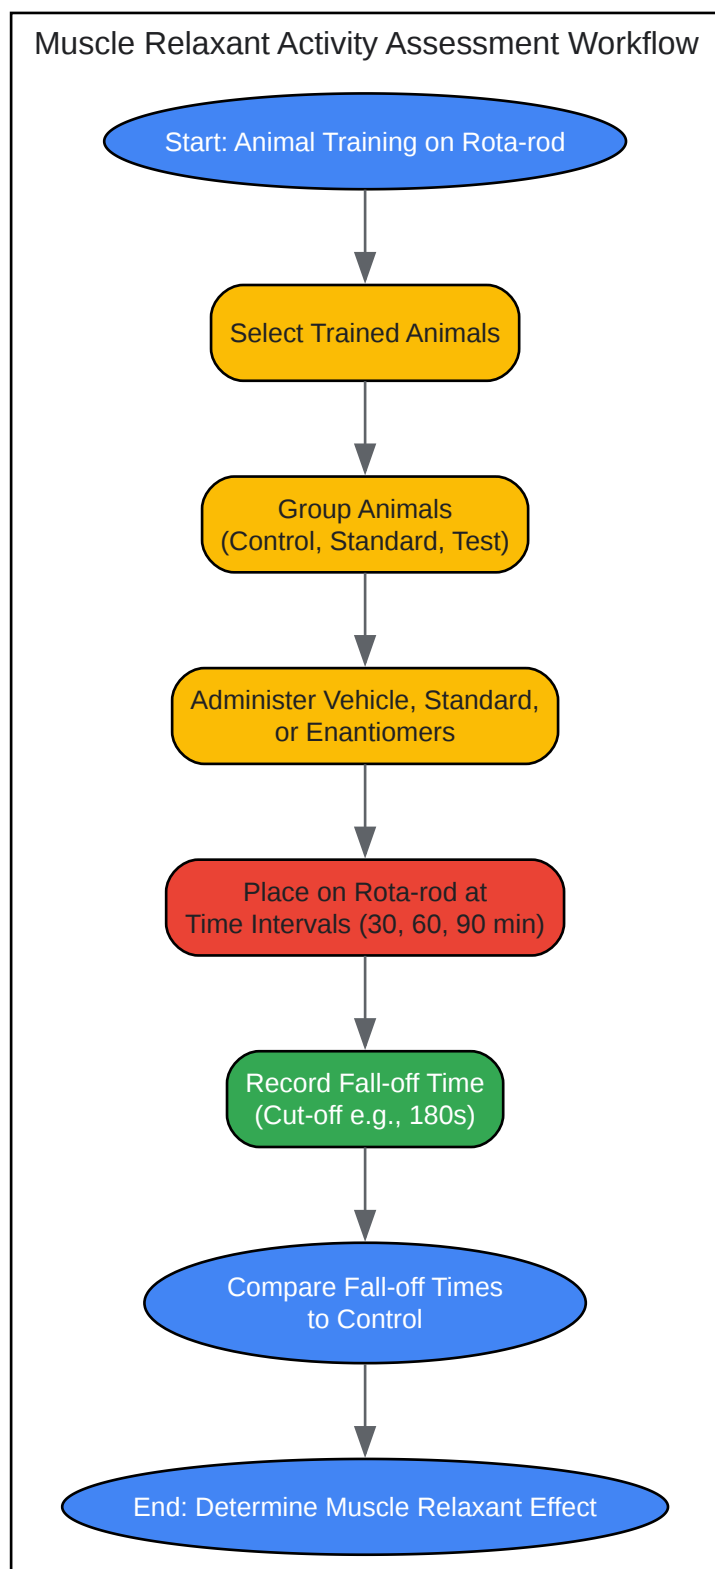 Muscle Relaxant Activity Assessment Workflow
Start: Animal Training on Rota-rod
Select Trained Animals
Group Animals
(Control, Standard, Test)
Administer Vehicle, Standard,
or Enantiomers
Place on Rota-rod at
Time Intervals (30, 60, 90 min)
Record Fall-off Time
(Cut-off e.g., 180s)
Compare Fall-off Times
to Control
End: Determine Muscle Relaxant Effect